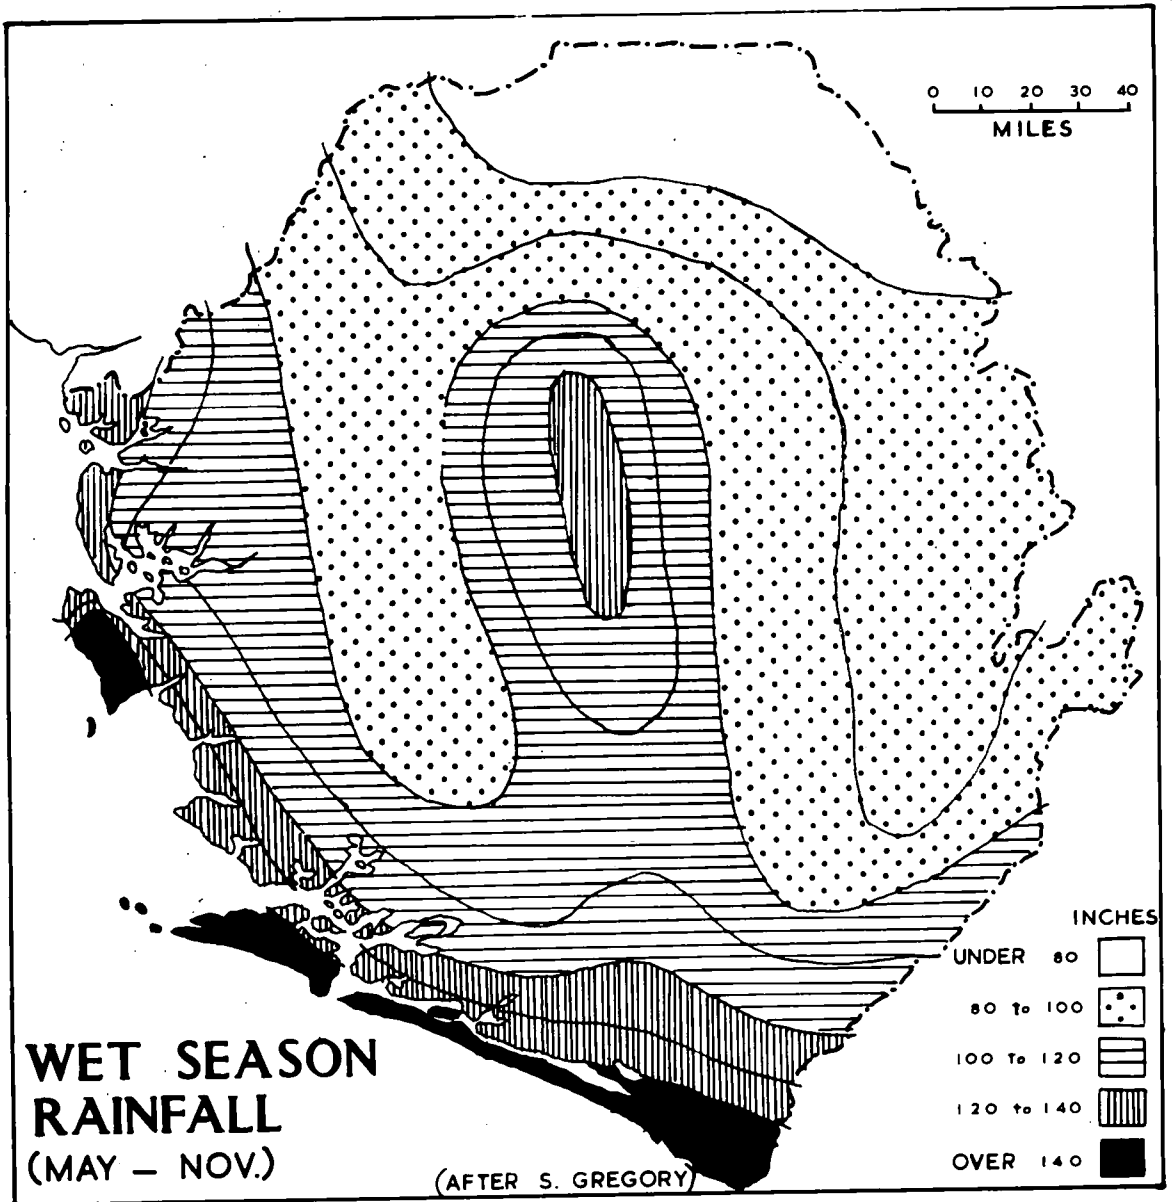 0 10 20 30 40
MILES
INCHES
UNDER 80
80 to 100
100 To 120
120 to 140
OVER 140
WET SEASON
RAINFALL
(MAY — NOV.)
(AFTER S. GREGORY)